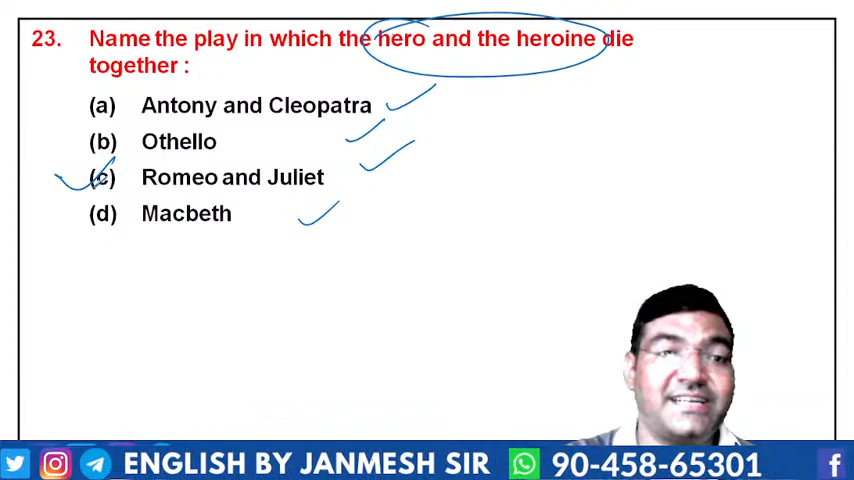 23. Name the play in which the hero and the heroine die
together :
(a) Antony and Cleopatra
(b) Othello
(c) Romeo and Juliet
(d) Macbeth
ENGLISH BY JANMESH SIR 90-458-65301